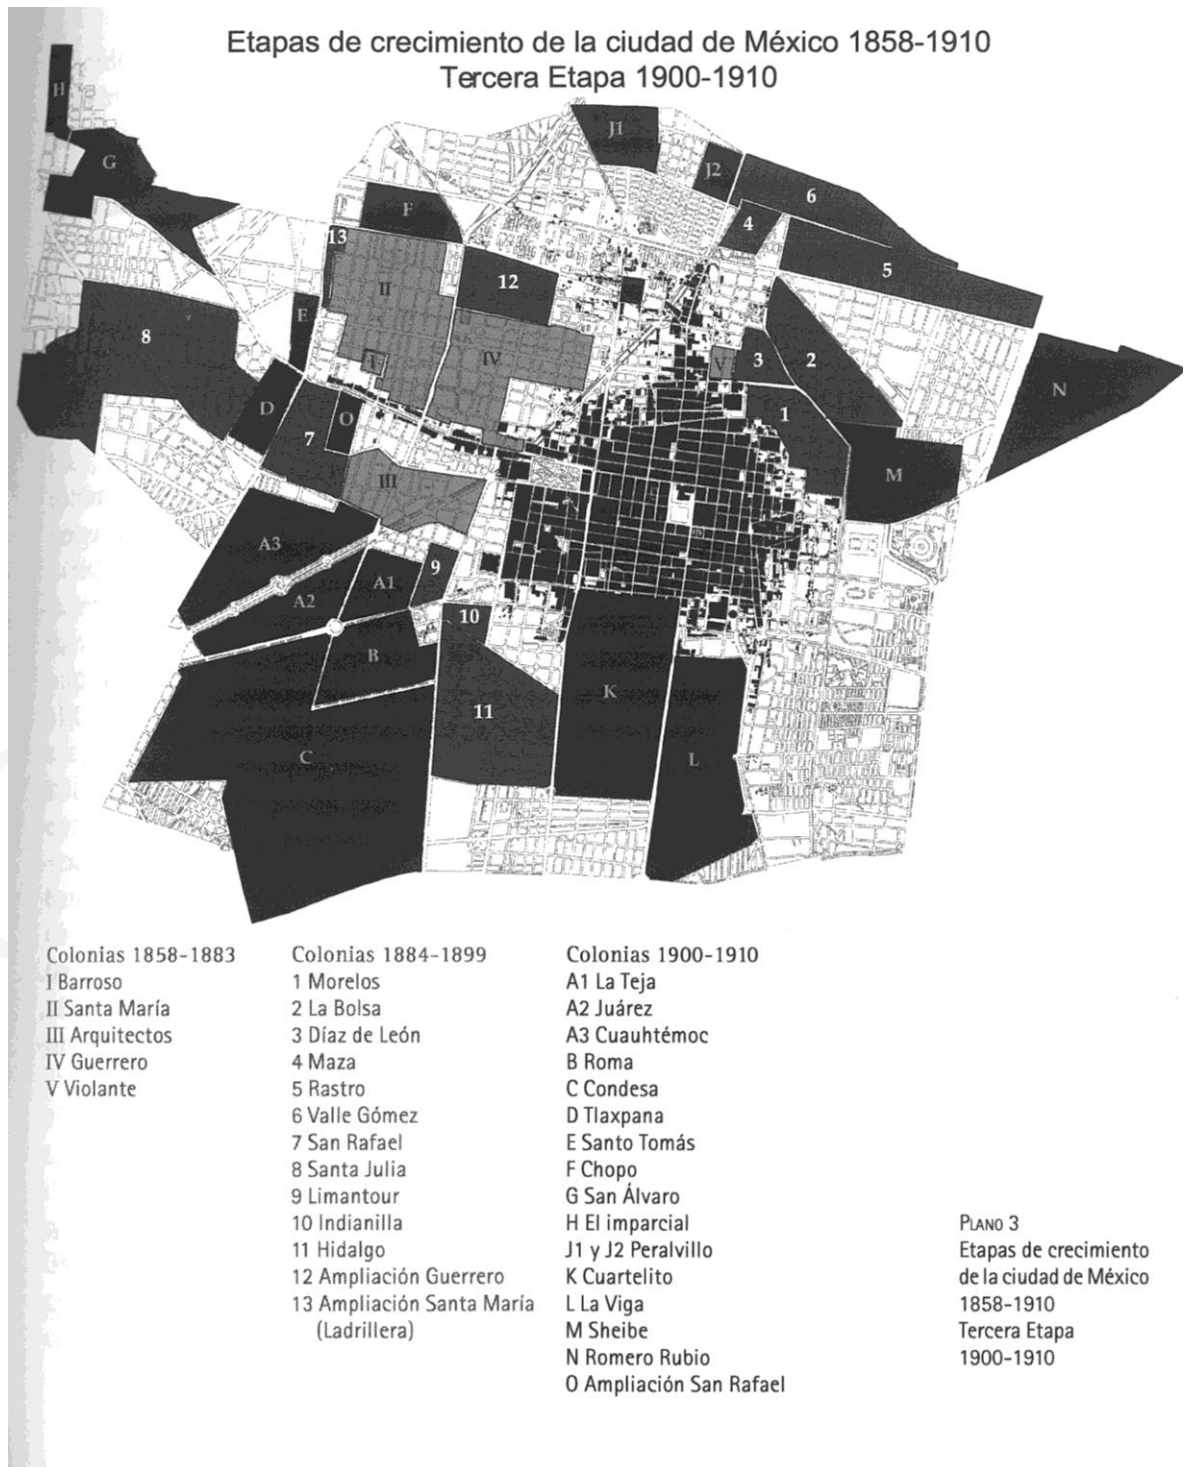 Etapas de crecimiento de la ciudad de México 1858-1910
Tercera Etapa 1900-1910
H
G
J1
J2
6
F
4
13
5
12
II
E
8
I
IV
V
3
2
N
D
O
7
1
M
III
A3
9
A1
A2
10
B
K
11
C
L
Colonias 1858-1883
I Barroso
II Santa María
III Arquitectos
IV Guerrero
V Violante
Colonias 1884-1899
1 Morelos
2 La Bolsa
3 Díaz de León
4 Maza
5 Rastro
6 Valle Gómez
7 San Rafael
8 Santa Julia
9 Limantour
10 Indianilla
11 Hidalgo
12 Ampliación Guerrero
13 Ampliación Santa María
(Ladrillera)
Colonias 1900-1910
A1 La Teja
A2 Juárez
A3 Cuauhtémoc
B Roma
C Condesa
D Tlaxpana
E Santo Tomás
F Chopo
G San Álvaro
H El imparcial
J1 y J2 Peralvillo
K Cuartelito
L La Viga
M Sheibe
N Romero Rubio
O Ampliación San Rafael
PLANO 3
Etapas de crecimiento
de la ciudad de México
1858-1910
Tercera Etapa
1900-1910